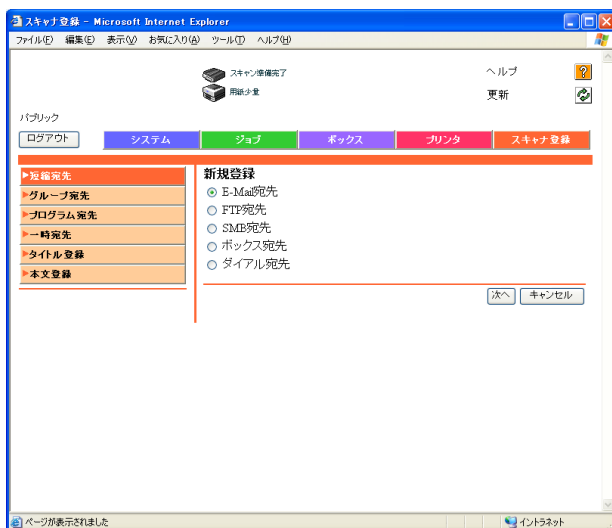 スキャナ登録 - Microsoft Internet Explorer
ファイル(F) 編集(E) 表示(V) お気に入り(A) ツール(T) ヘルプ(H)
スキャン準備完了
ヘルプ
用紙少量
更新
パブリック
ログアウト システム ジョブ ボックス プリンタ スキャナ登録
短縮宛先
グループ宛先
プログラム宛先
一時宛先
タイトル登録
本文登録
新規登録
E-Mail宛先
FTP宛先
SMB宛先
ボックス宛先
ダイアル宛先
次へ キャンセル
ページが表示されました イントラネット